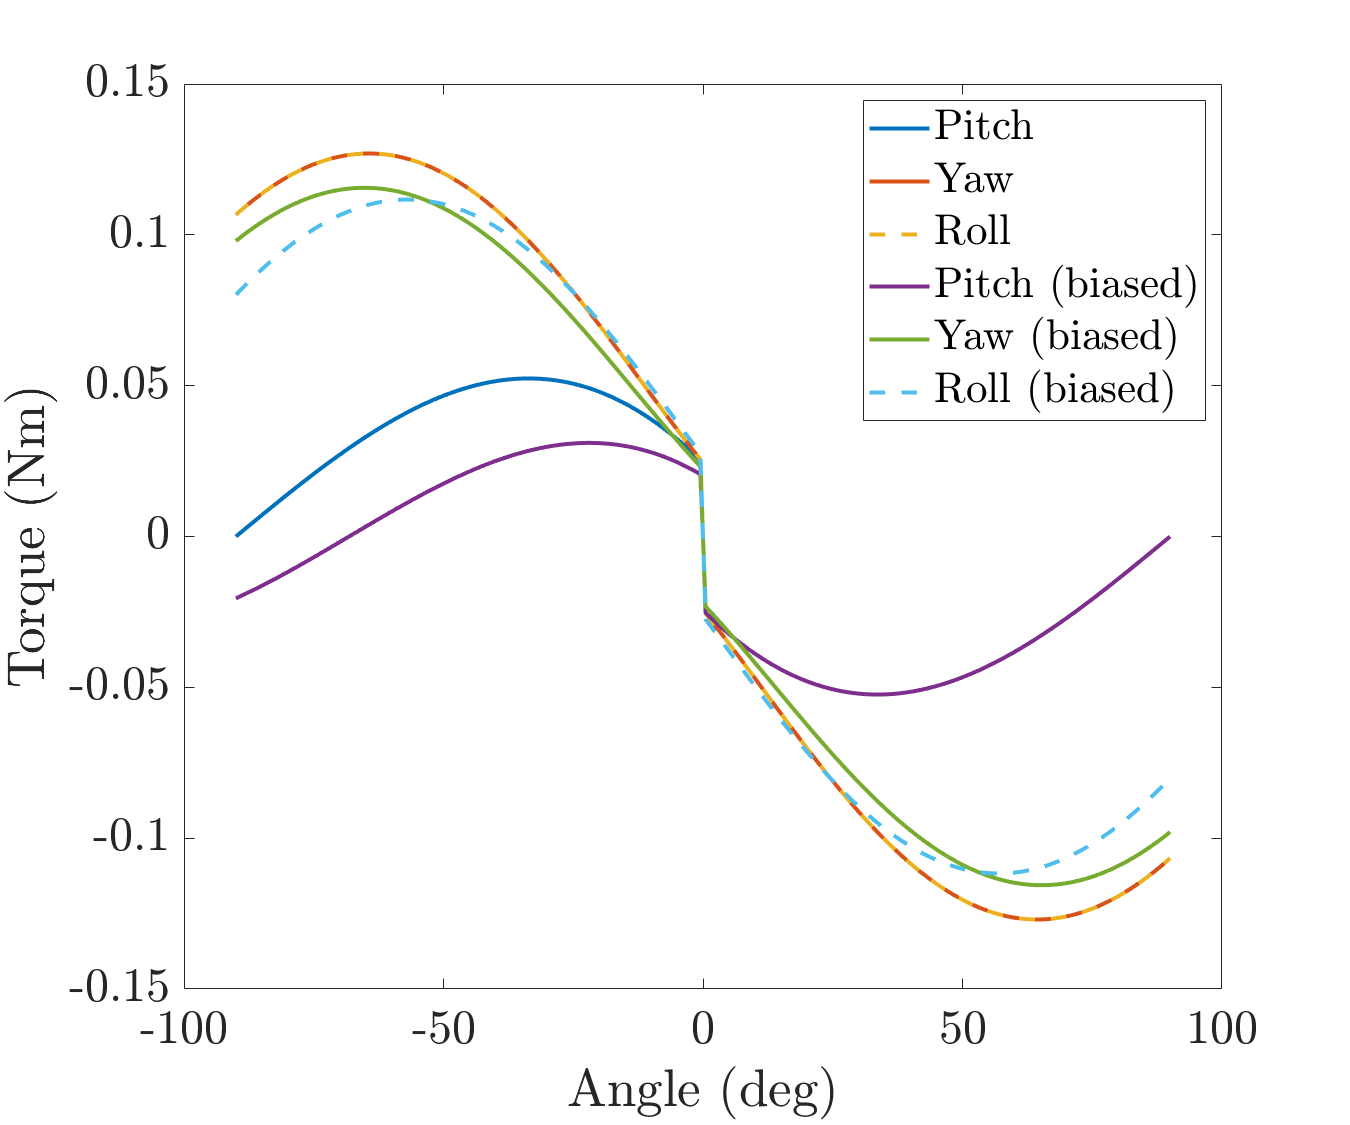 0.15
0.1
0.05
0
-0.05
-0.1
-0.15
Torque (Nm)
Pitch
Yaw
Roll
Pitch (biased)
Yaw (biased)
Roll (biased)
-100
-50
0
50
100
Angle (deg)